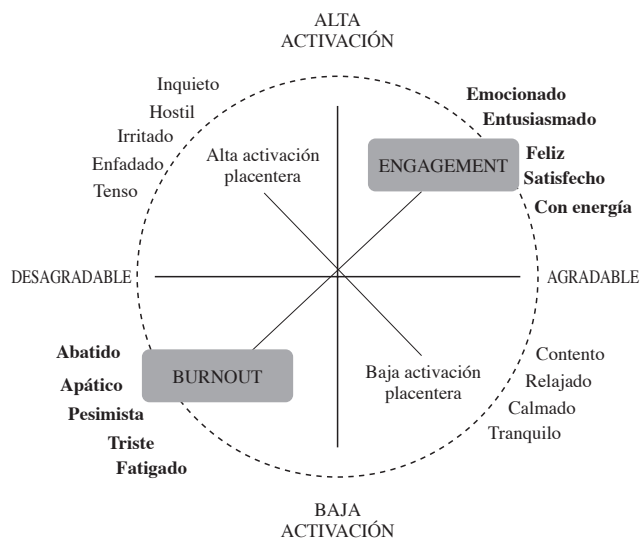 ALTA
ACTIVACIÓN
Inquieto
Hostil
Irritado
Enfadado
Tenso
Alta activación
placentera
Emocionado
Entusiasmado
ENGAGEMENT
Feliz
Satisfecho
Con energía
DESAGRADABLE
AGRADABLE
Abatido
Apático
Pesimista
Triste
Fatigado
BURNOUT
Baja activación
placentera
Contento
Relajado
Calmado
Tranquilo
BAJA
ACTIVACIÓN